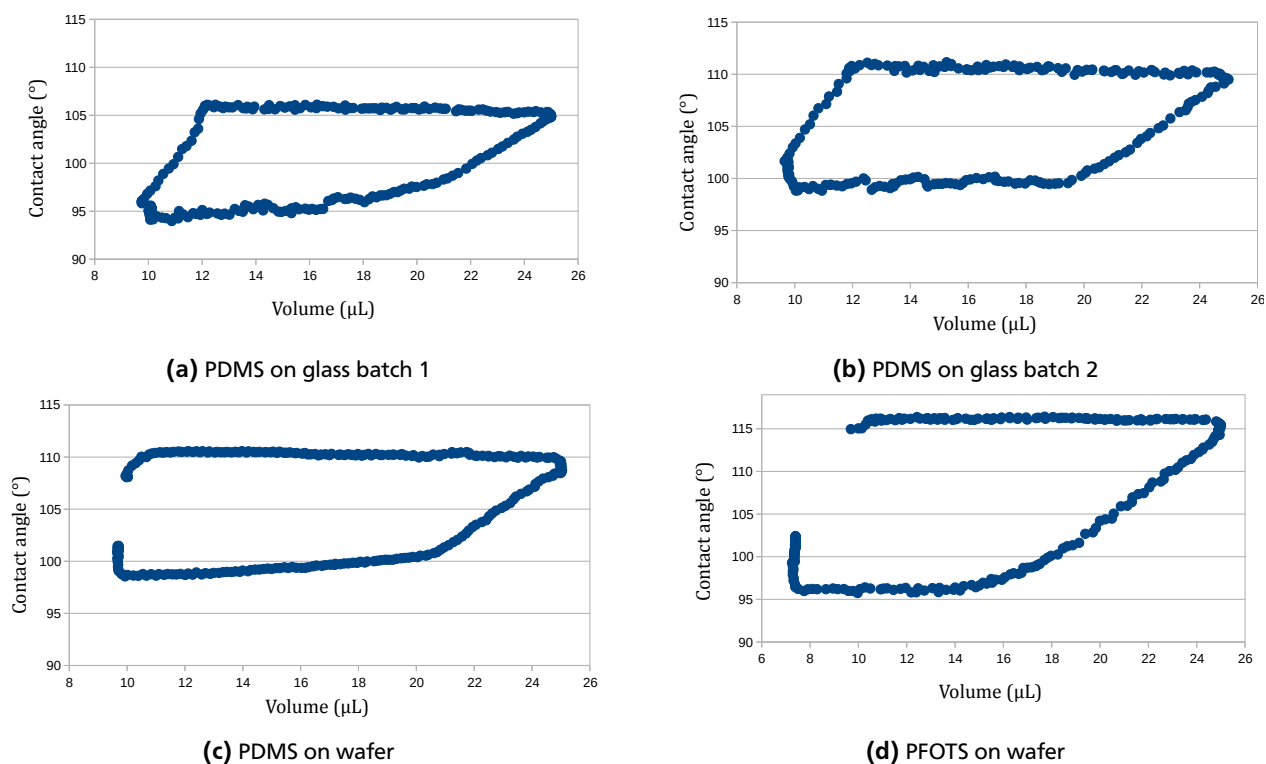 115
110
105
100
95
90
Contact angle (°)
8 10 12 14 16 18 20 22 24 26
Volume (µL)
(a) PDMS on glass batch 1
115
110
105
100
95
90
Contact angle (°)
8 10 12 14 16 18 20 22 24 26
Volume (µL)
(b) PDMS on glass batch 2
115
110
105
100
95
90
Contact angle (°)
8 10 12 14 16 18 20 22 24 26
Volume (µL)
(c) PDMS on wafer
115
110
105
100
95
90
Contact angle (°)
6 8 10 12 14 16 18 20 22 24 26
Volume (µL)
(d) PFOTS on wafer